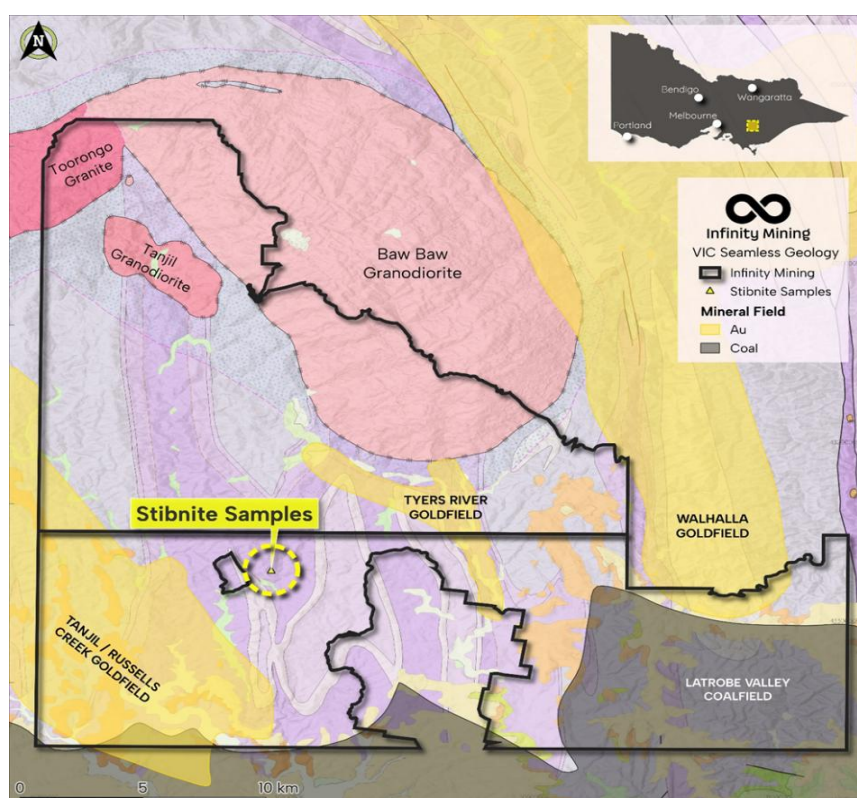 N
Bendigo
Wangaratta
Melbourne
Portland
Toorongo
Granite
Tanjil
Granodiorite
Baw Baw
Granodiorite
Infinity Mining
VIC Seamless Geology
Infinity Mining
Stibnite Samples
Mineral Field
Au
Coal
TYERS RIVER
GOLDFIELD
Stibnite Samples
WALHALLA
GOLDFIELD
TANJIL / RUSSELLS
CREEK GOLDFIELD
LATROBE VALLEY
COALFIELD
0 5 10 km